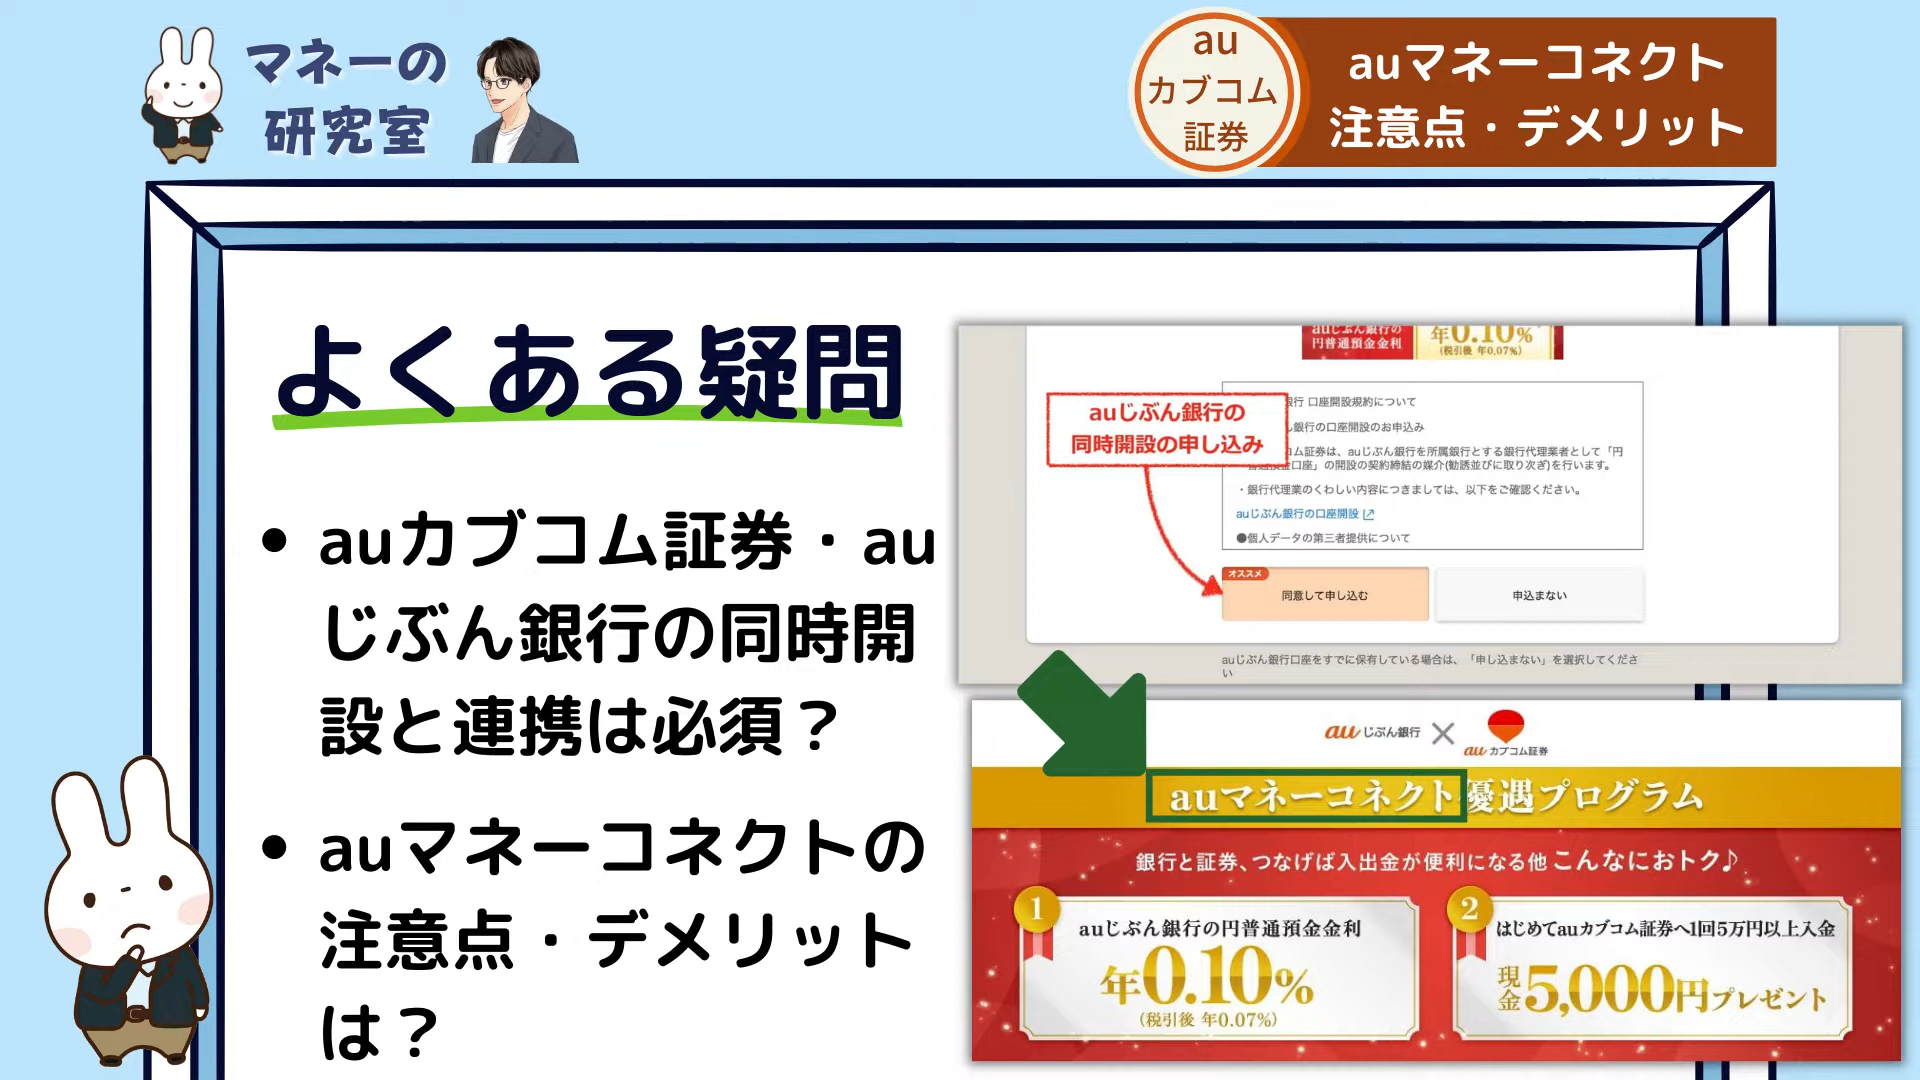 マネーの
研究室
au
カブコム
証券
auマネーコネクト
注意点・デメリット
よくある疑問
・auカブコム証券・au
じぶん銀行の同時開
設と連携は必須？
・auマネーコネクトの
注意点・デメリット
は？
auじぶん銀行の
円普通預金金利
年0.10%
(税引後 年0.07%)
auじぶん銀行の
同時開設の申し込み
銀行 口座開設規約について
ん銀行の口座開設のお申込み
コム証券は、auじぶん銀行を所属銀行とする銀行代理業者として「円
普通預金口座」の開設の契約締結の媒介(勧誘並びに取り次ぎ)を行います。
・銀行代理業のくわしい内容につきましては、以下をご確認ください。
auじぶん銀行の口座開設
●個人データの第三者提供について
オススメ
同意して申し込む
申込まない
auじぶん銀行口座をすでに保有している場合は、「申し込まない」を選択してくださ
い
au じぶん銀行
au カブコム証券
auマネーコネクト優遇プログラム
銀行と証券、つなげば入出金が便利になる他 こんなにおトク♪
1
auじぶん銀行の円普通預金金利
年0.10%
(税引後 年0.07%)
2
はじめてauカブコム証券へ1回5万円以上入金
現金5,000円プレゼント